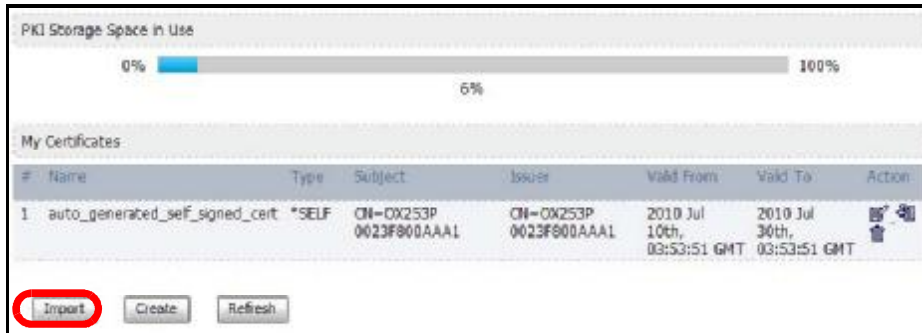 PKI Storage Space in Use
0% 100%
6%
My Certificates
# Name Type Subject Issuer Valid From Valid To Action
1 auto_generated_self_signed_cert *SELF CN=OX253P CN=OX253P 2010 Jul 2010 Jul
0023F800AAA1 0023F800AAA1 10th, 30th,
03:53:51 GMT 03:53:51 GMT
Import Create Refresh